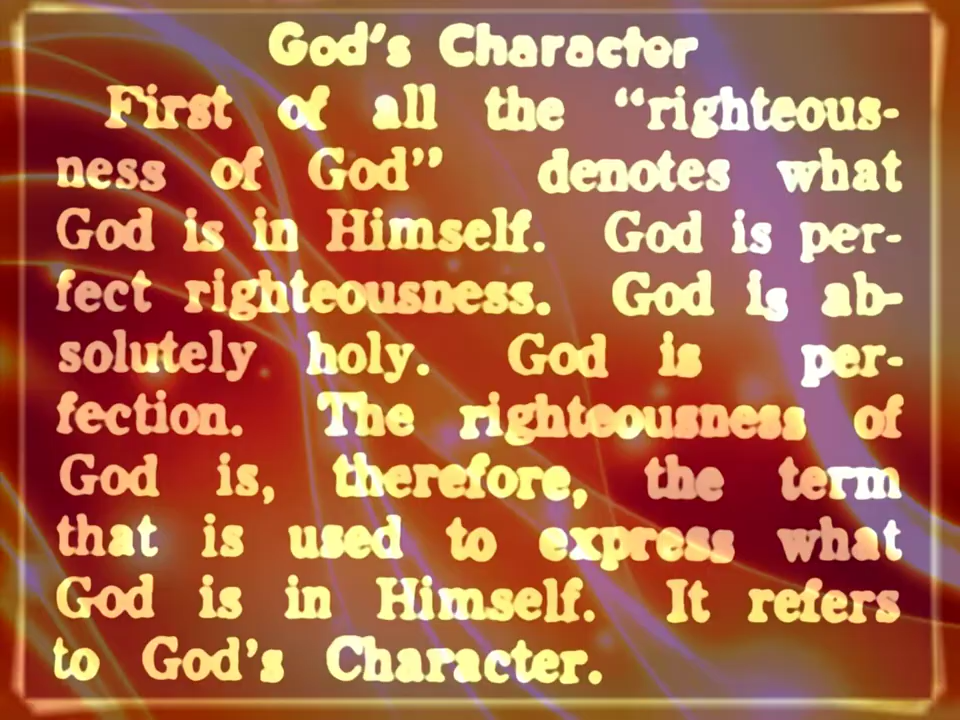 God's Character
First of all the “righteous-
ness of God” denotes what
God is in Himself. God is per-
fect righteousness. God is ab-
solutely holy. God is per-
fection. The righteousness of
God is, therefore, the term
that is used to express what
God is in Himself. It refers
to God's Character.